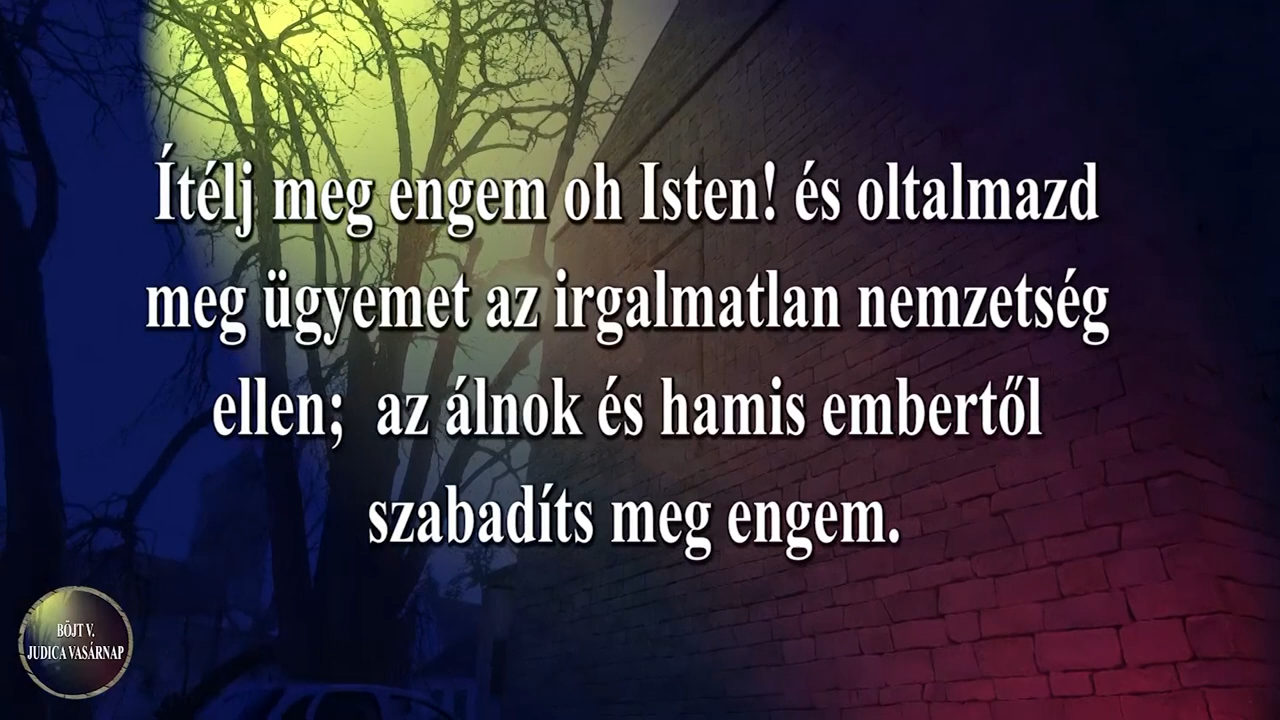 Ítélj meg engem oh Isten! és oltalmazd
meg ügyemet az irgalmatlan nemzetség
ellen;  az álnok és hamis embertől
szabadíts meg engem.
BÖJT V.
JUDICA VASÁRNAP